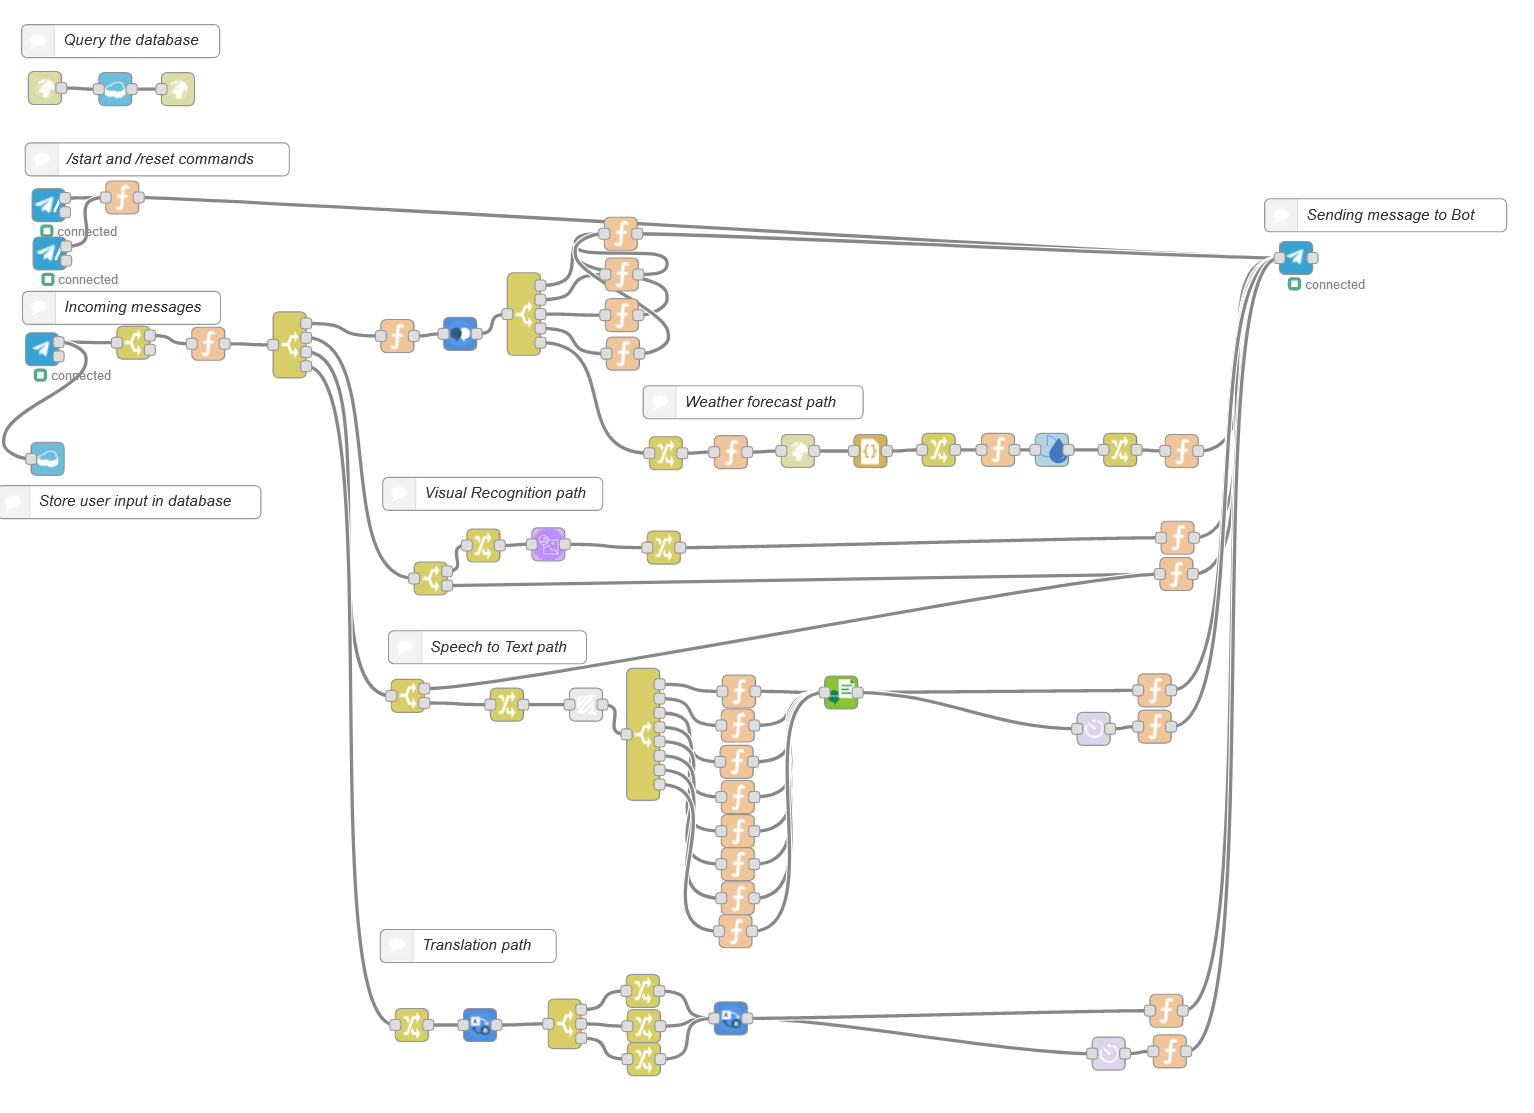 Query the database
/start and /reset commands
connected
connected
Sending message to Bot
connected
Incoming messages
connected
Weather forecast path
Store user input in database
Visual Recognition path
Speech to Text path
Translation path